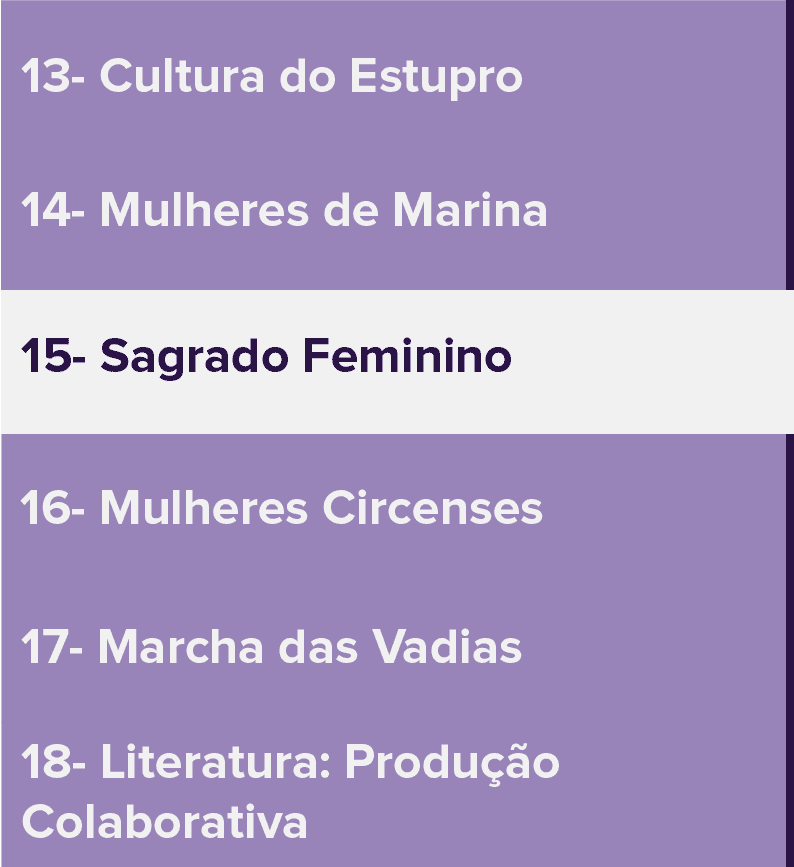 13- Cultura do Estupro
14- Mulheres de Marina
15- Sagrado Feminino
16- Mulheres Circenses
17- Marcha das Vadias
18- Literatura: Produção
Colaborativa